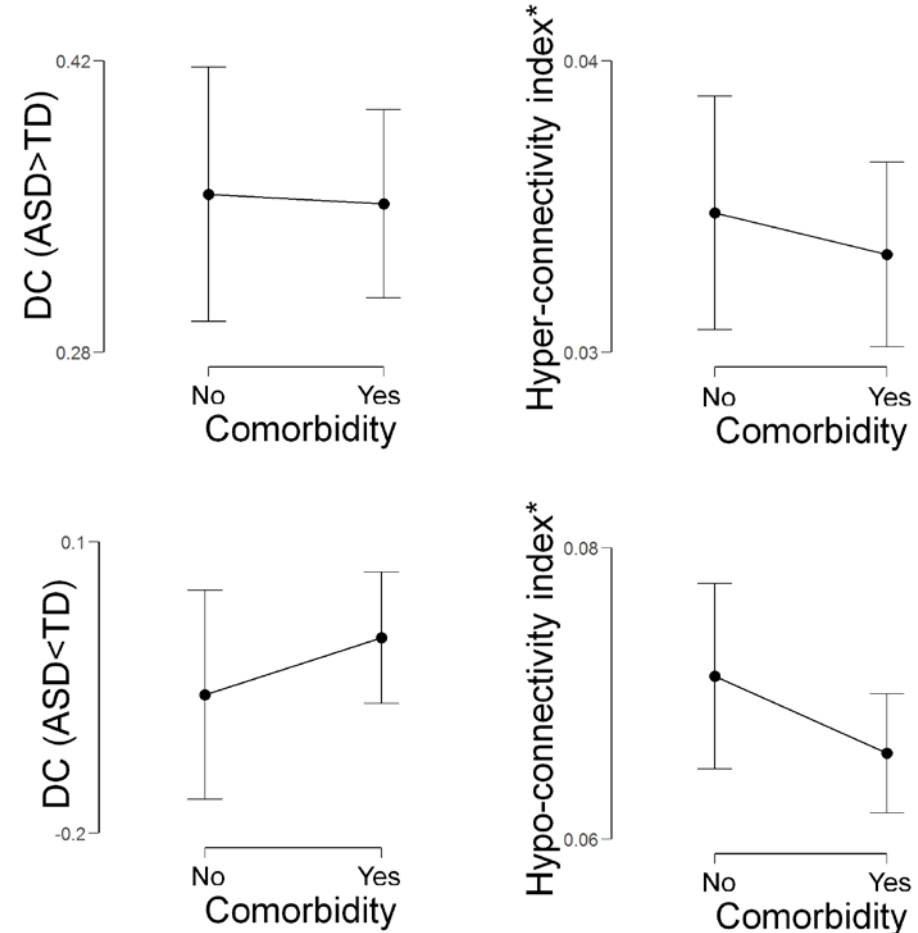 DC (ASD>TD)
0.42
0.28
No Yes
Comorbidity
Hyper-connectivity index*
0.04
0.03
No Yes
Comorbidity
DC (ASD<TD)
0.1
-0.2
No Yes
Comorbidity
Hypo-connectivity index*
0.08
0.06
No Yes
Comorbidity